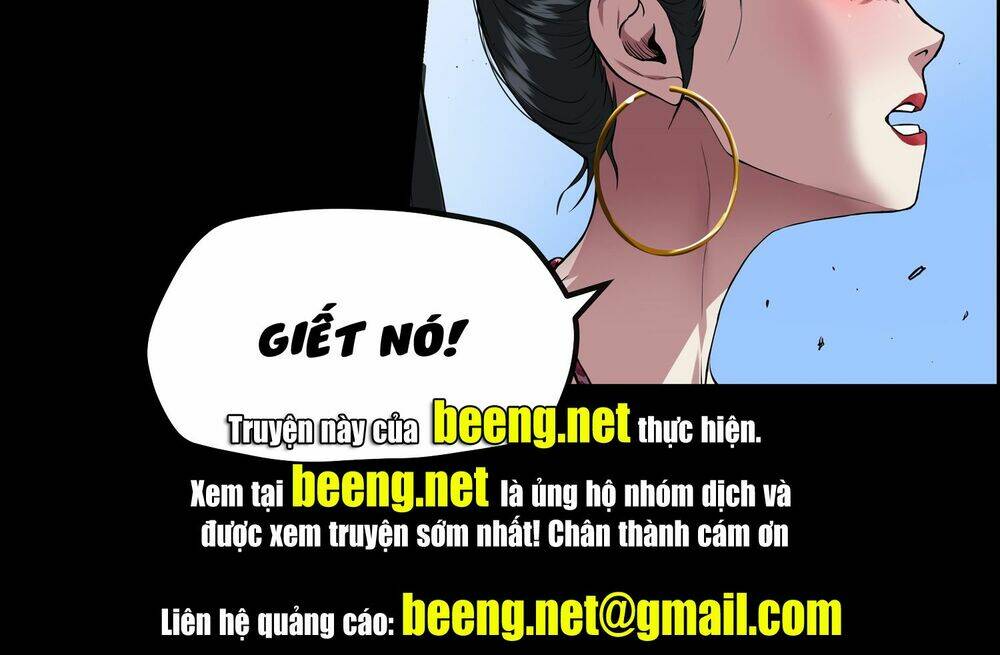 GIẾT NÓ!
Truyện này của beeng.net thực hiện.
Xem tại beeng.net là ủng hộ nhóm dịch và
được xem truyện sớm nhất! Chân thành cám ơn
Liên hệ quảng cáo: beeng.net@gmail.com